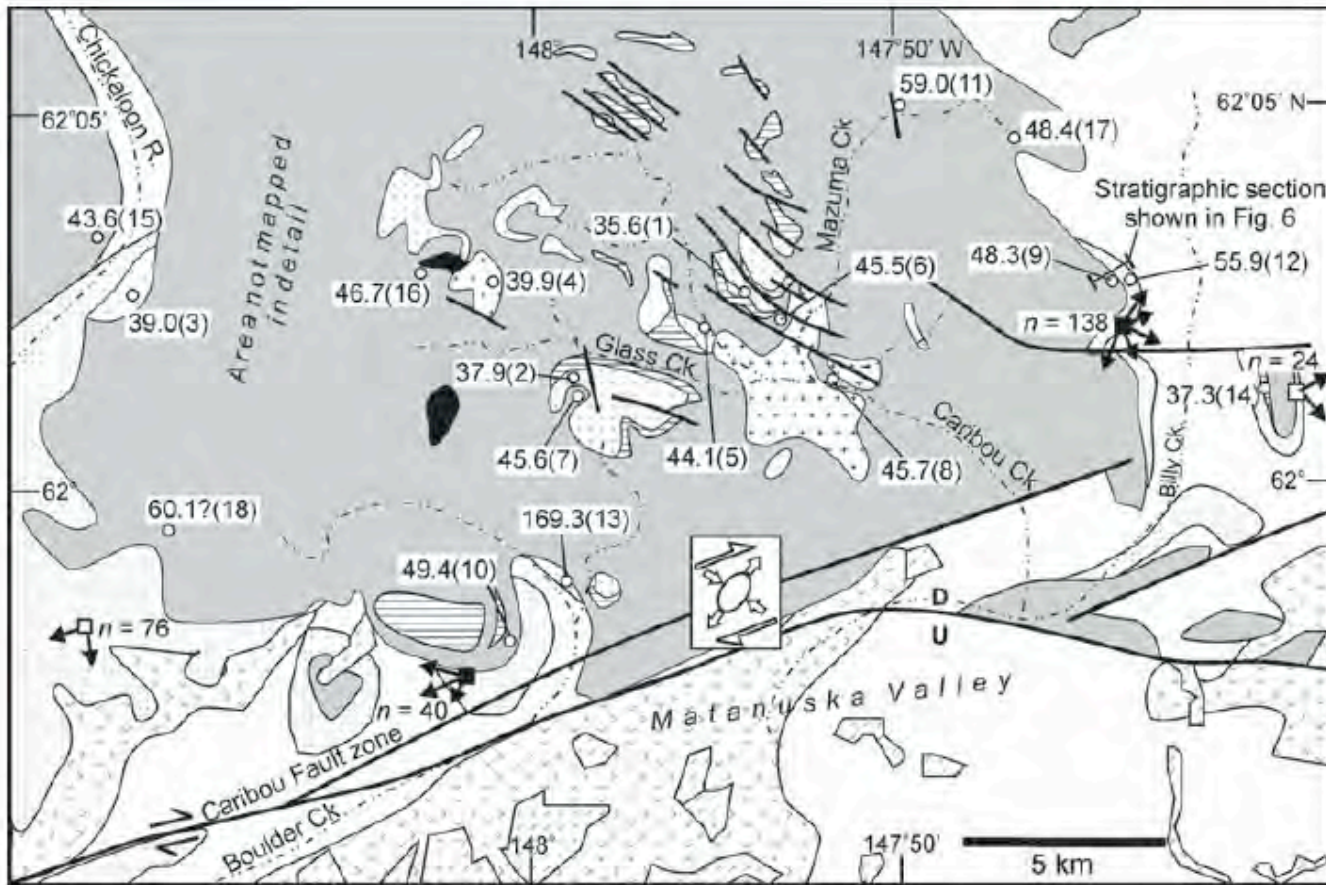 148°
147°50' W
Chickaloon R.
62°05'
59.0(11)
62°05' N
Area not mapped
in detail
Mazuma Ck
48.4(17)
Stratigraphic section
shown in Fig. 6
43.6(15)
35.6(1)
48.3(9)
55.9(12)
45.5(6)
46.7(16)
39.9(4)
39.0(3)
n = 138
Glass Ck
n = 24
37.9(2)
37.3(14)
Caribou Ck
45.6(7)
44.1(5)
45.7(8)
Billy Ck
62°
62°
60.1?(18)
169.3(13)
49.4(10)
D
U
n = 76
n = 40
Matanuska Valley
Caribou Fault zone
Boulder Ck
148°
147°50'
5 km